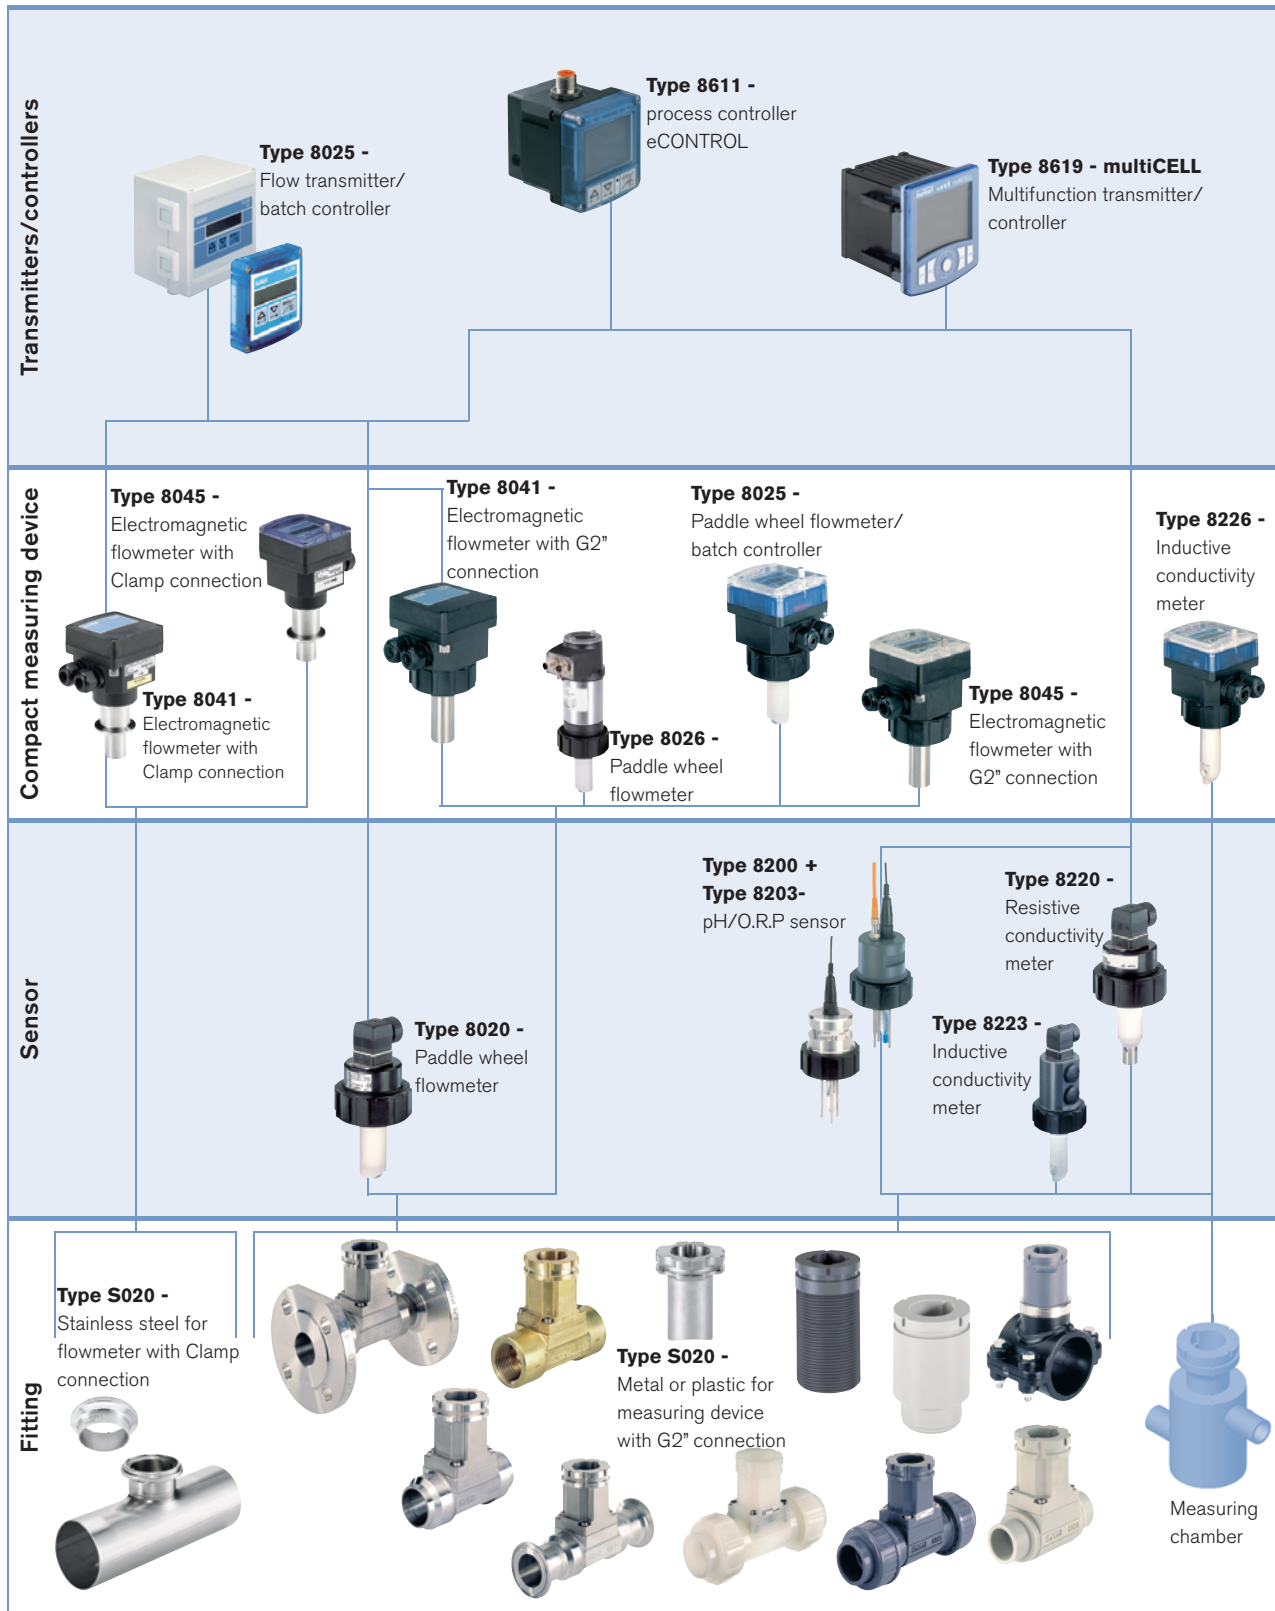 Transmitters/controllers
Type 8025 -
Flow transmitter/
batch controller
Type 8611 -
process controller
eCONTROL
Type 8619 - multiCELL
Multifunction transmitter/
controller
Compact measuring device
Type 8045 -
Electromagnetic
flowmeter with
Clamp connection
Type 8041 -
Electromagnetic
flowmeter with
Clamp connection
Type 8041 -
Electromagnetic
flowmeter with G2”
connection
Type 8026 -
Paddle wheel
flowmeter
Type 8025 -
Paddle wheel flowmeter/
batch controller
Type 8045 -
Electromagnetic
flowmeter with
G2” connection
Type 8226 -
Inductive
conductivity
meter
Sensor
Type 8020 -
Paddle wheel
flowmeter
Type 8200 +
Type 8203-
pH/O.R.P sensor
Type 8220 -
Resistive
conductivity
meter
Type 8223 -
Inductive
conductivity
meter
Fitting
Type S020 -
Stainless steel for
flowmeter with Clamp
connection
Type S020 -
Metal or plastic for
measuring device
with G2” connection
Measuring
chamber